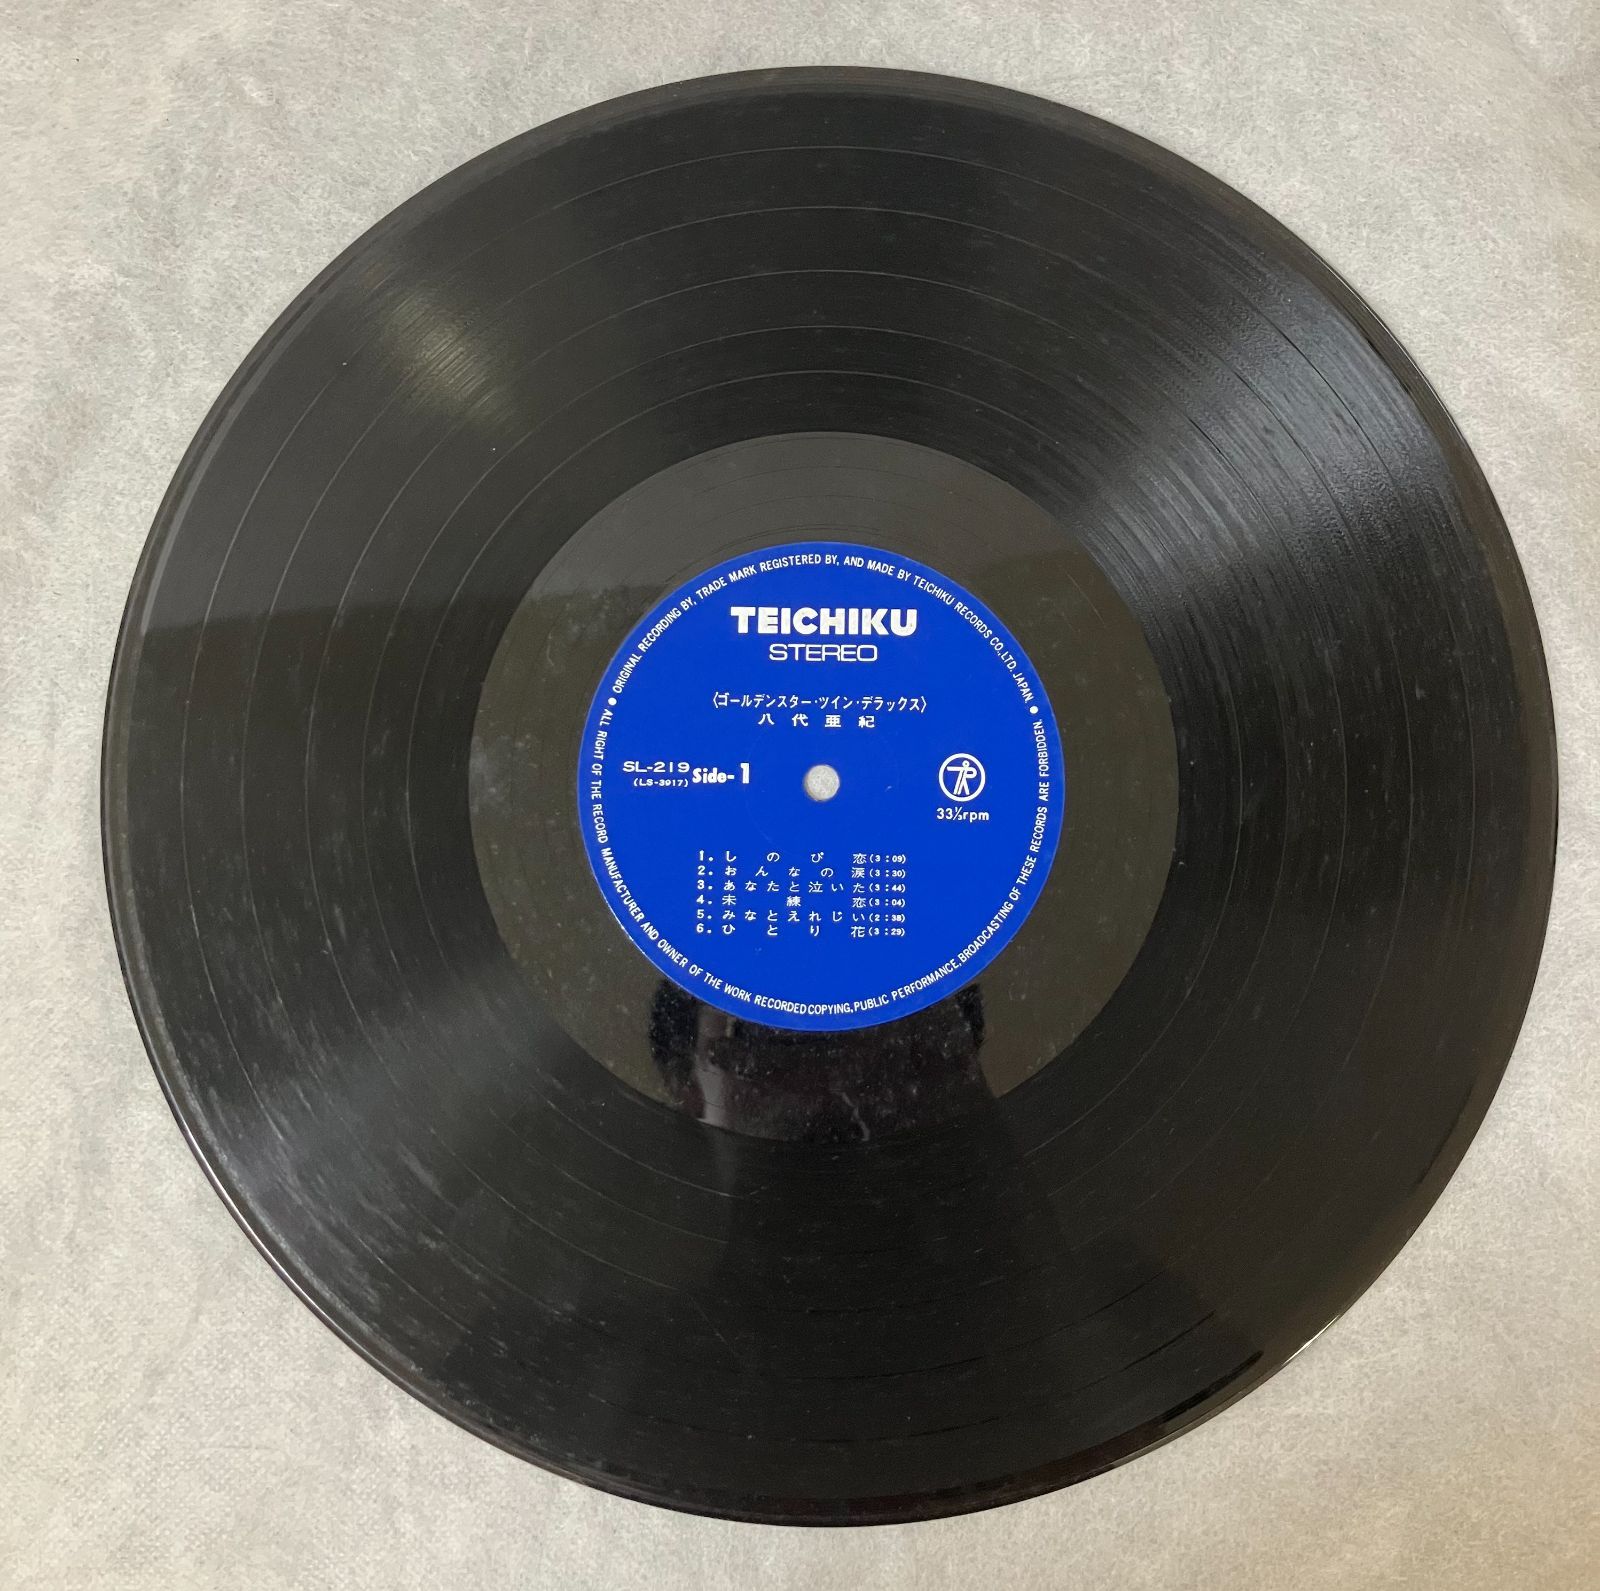 ORIGINAL RECORDING BY, TRADE MARK REGISTERED BY, AND MADE BY TEICHIKU RECORDS CO., LTD. JAPAN. ●
ALL RIGHT OF THE RECORD MANUFACTURER AND OWNER OF THE WORK RECORDED COPYING, PUBLIC PERFORMANCE, BROADCASTING OF THESE RECORDS ARE FORBIDDEN. ●
TEICHIKU
STEREO
〈ゴールデンスター・ツイン・デラックス〉
八代亜紀
SL-219 Side-1
(LS-3917)
33⅓rpm
1. しのび恋 (3:09)
2. おんなの涙 (3:30)
3. あなたと泣いた (3:44)
4. 未練恋 (3:04)
5. みなとえれじい (2:38)
6. ひとり花 (3:29)